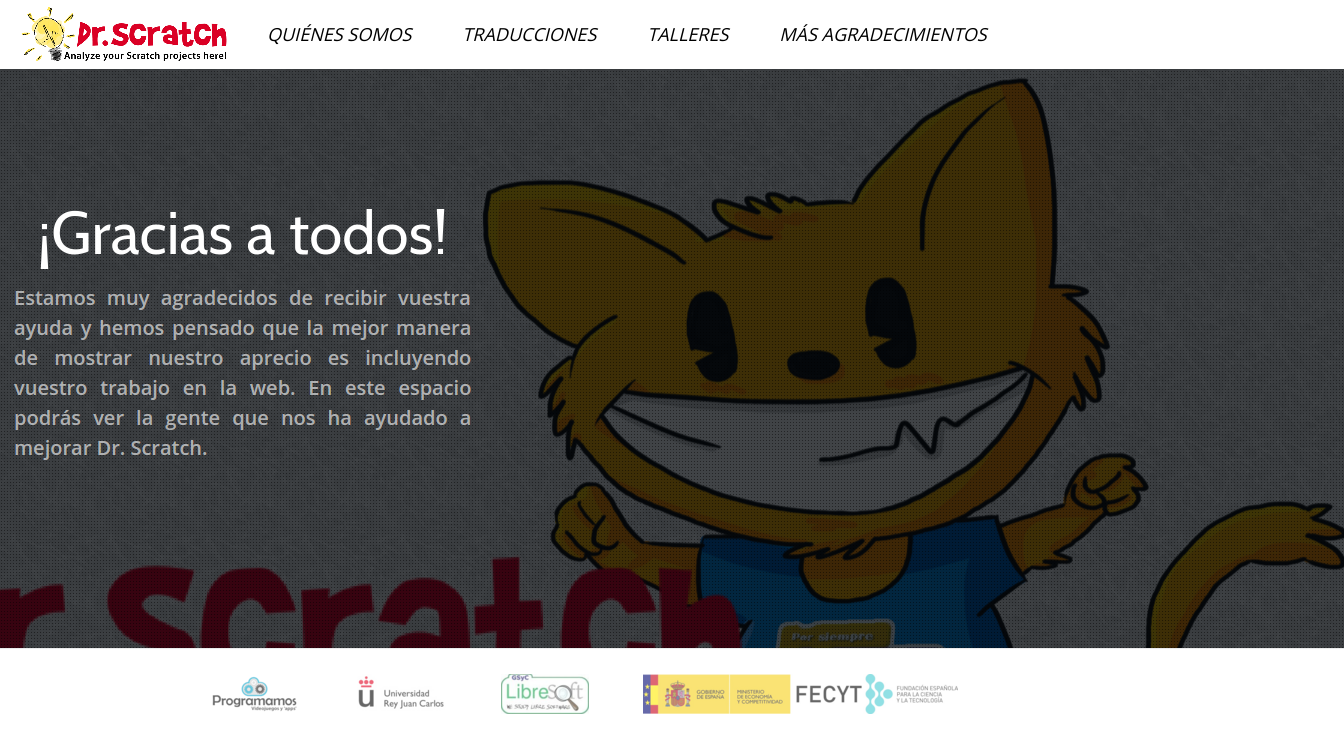 Dr.Scratch
Analyze your Scratch projects here!
QUIÉNES SOMOS TRADUCCIONES TALLERES MÁS AGRADECIMIENTOS
¡Gracias a todos!
Estamos muy agradecidos de recibir vuestra
ayuda y hemos pensado que la mejor manera
de mostrar nuestro aprecio es incluyendo
vuestro trabajo en la web. En este espacio
podrás ver la gente que nos ha ayudado a
mejorar Dr. Scratch.
r Scratch
Por siempre
Programamos
Videojuegos y 'apps'
u Universidad
Rey Juan Carlos
GSyC
LibreSoft
GOBIERNO
DE ESPAÑA
MINISTERIO
DE ECONOMÍA
Y COMPETITIVIDAD
FECYT
FUNDACIÓN ESPAÑOLA
PARA LA CIENCIA
Y LA TECNOLOGÍA